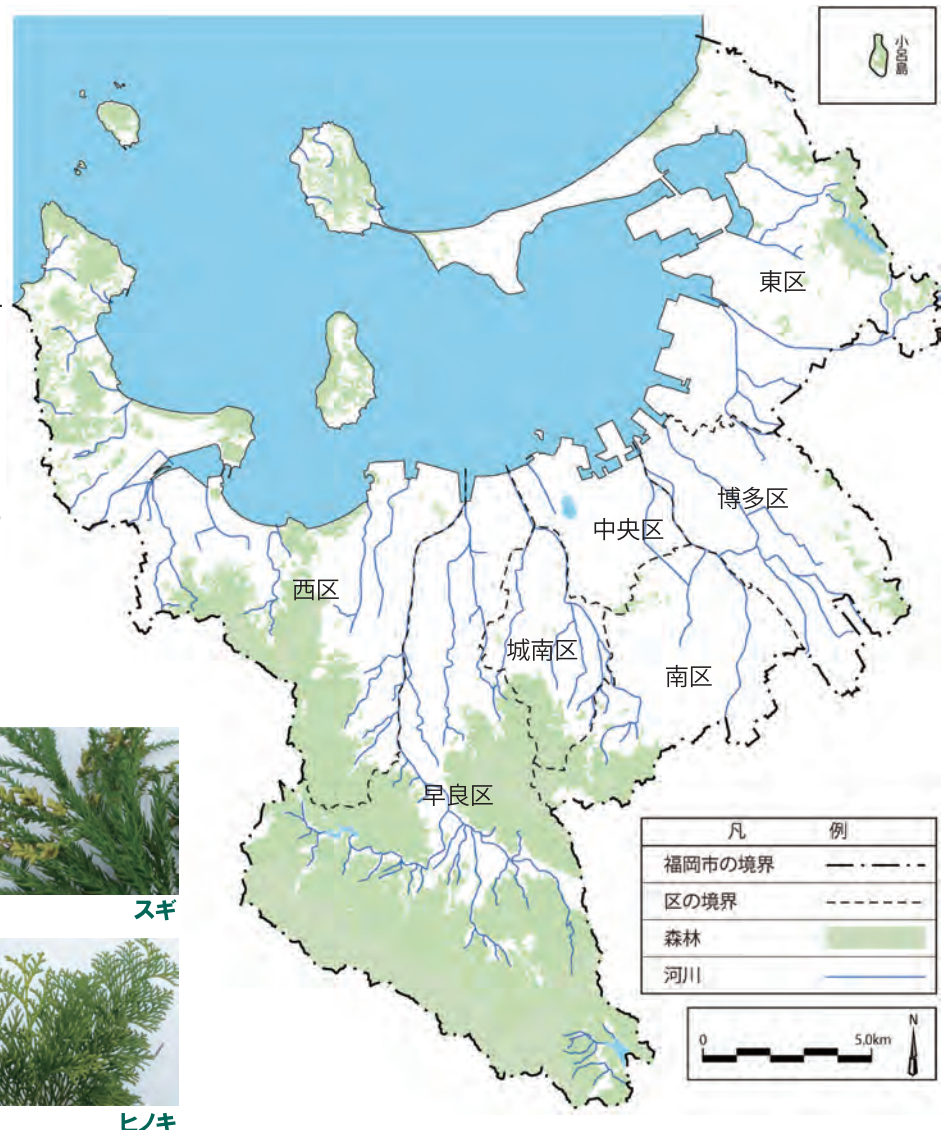 小呂島
東区
博多区
中央区
西区
城南区
南区
早良区
凡 例
福岡市の境界
区の境界
森林
河川
0 5.0km
N
スギ
ヒノキ